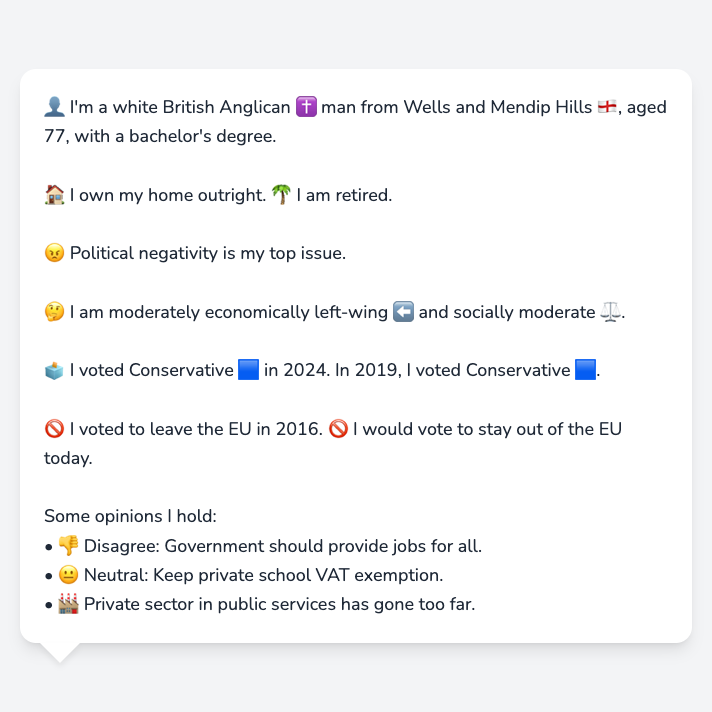 👤 I'm a white British Anglican ✝️ man from Wells and Mendip Hills 🏴󠁧󠁢󠁥󠁮󠁧󠁿, aged
77, with a bachelor's degree.
🏠 I own my home outright. 🌴 I am retired.
😠 Political negativity is my top issue.
🤔 I am moderately economically left-wing ⬅️ and socially moderate ⚖️.
🗳️ I voted Conservative 🟦 in 2024. In 2019, I voted Conservative 🟦.
🚫 I voted to leave the EU in 2016. 🚫 I would vote to stay out of the EU
today.
Some opinions I hold:
• 👎 Disagree: Government should provide jobs for all.
• 😐 Neutral: Keep private school VAT exemption.
• 🏭 Private sector in public services has gone too far.